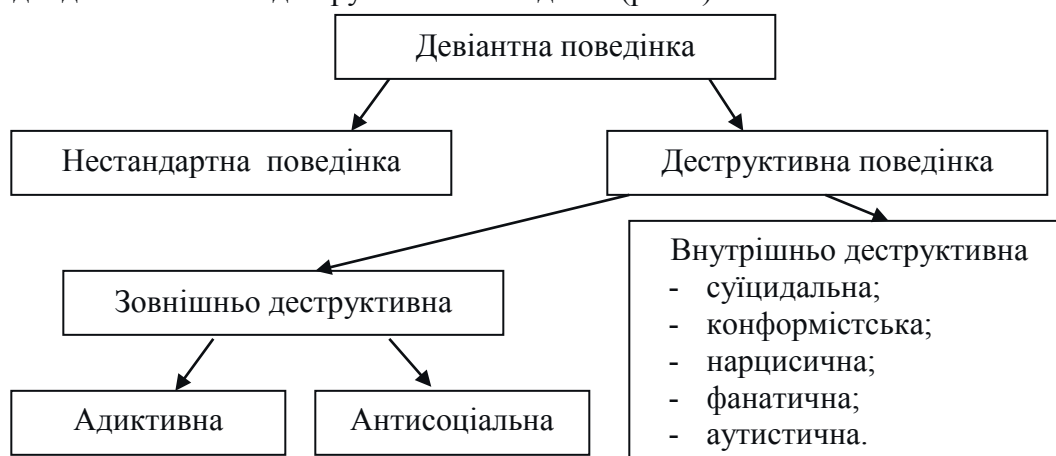 Девіантна поведінка
Нестандартна поведінка
Деструктивна поведінка
Зовнішньо деструктивна
Внутрішньо деструктивна
- суїцидальна;
- конформістська;
- нарцисична;
- фанатична;
- аутистична.
Адиктивна
Антисоціальна